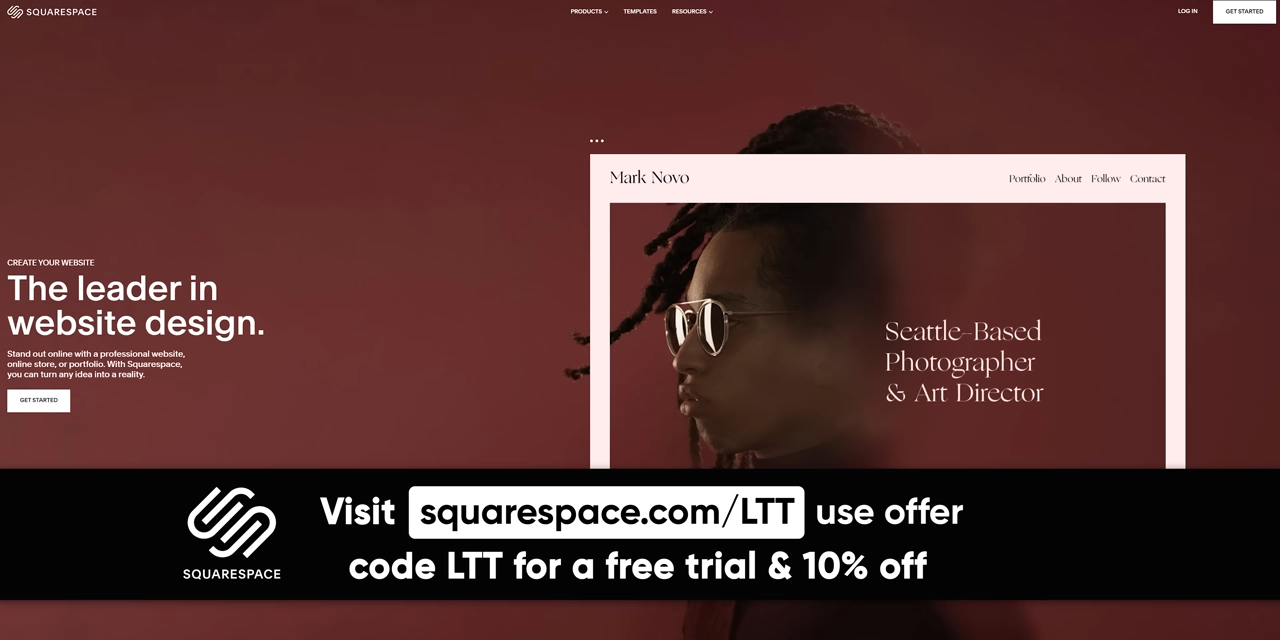 SQUARESPACE
PRODUCTS
TEMPLATES
RESOURCES
LOG IN
GET STARTED
CREATE YOUR WEBSITE
The leader in
website design.
Stand out online with a professional website,
online store, or portfolio. With Squarespace,
you can turn any idea into a reality.
GET STARTED
Mark Novo
Portfolio
About
Follow
Contact
Seattle-Based
Photographer
& Art Director
SQUARESPACE
Visit squarespace.com/LTT use offer
code LTT for a free trial & 10% off